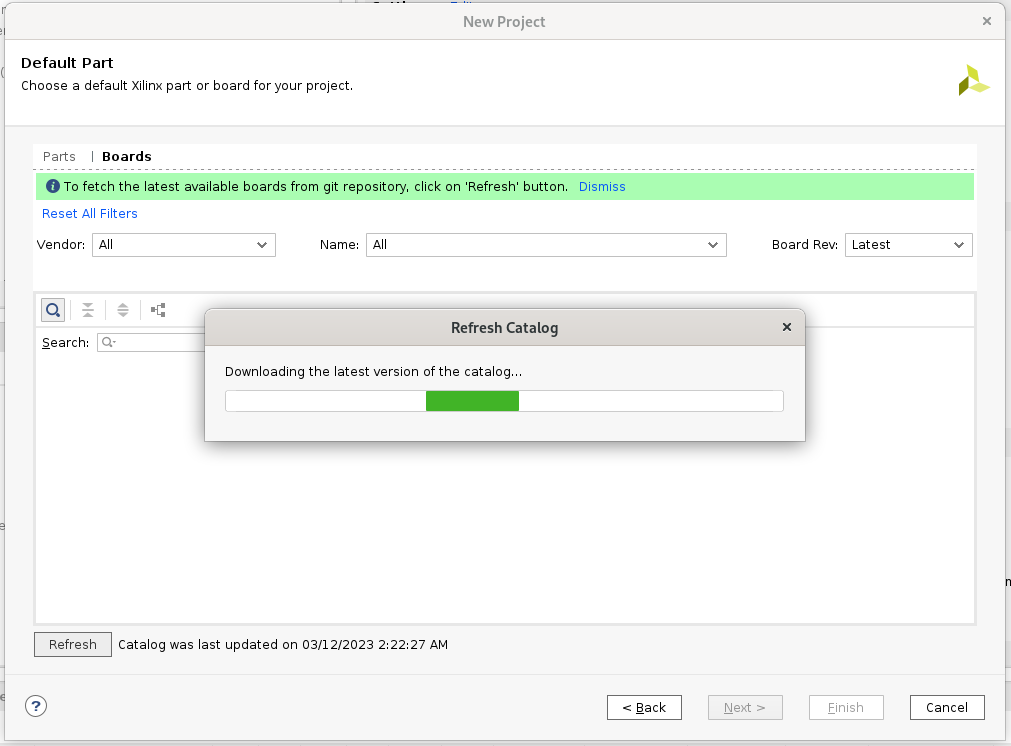 New Project
Default Part
Choose a default Xilinx part or board for your project.
Parts | Boards
To fetch the latest available boards from git repository, click on 'Refresh' button. Dismiss
Reset All Filters
Vendor: All Name: All Board Rev: Latest
Refresh Catalog
Search:
Downloading the latest version of the catalog...
Refresh Catalog was last updated on 03/12/2023 2:22:27 AM
? < Back Next > Finish Cancel